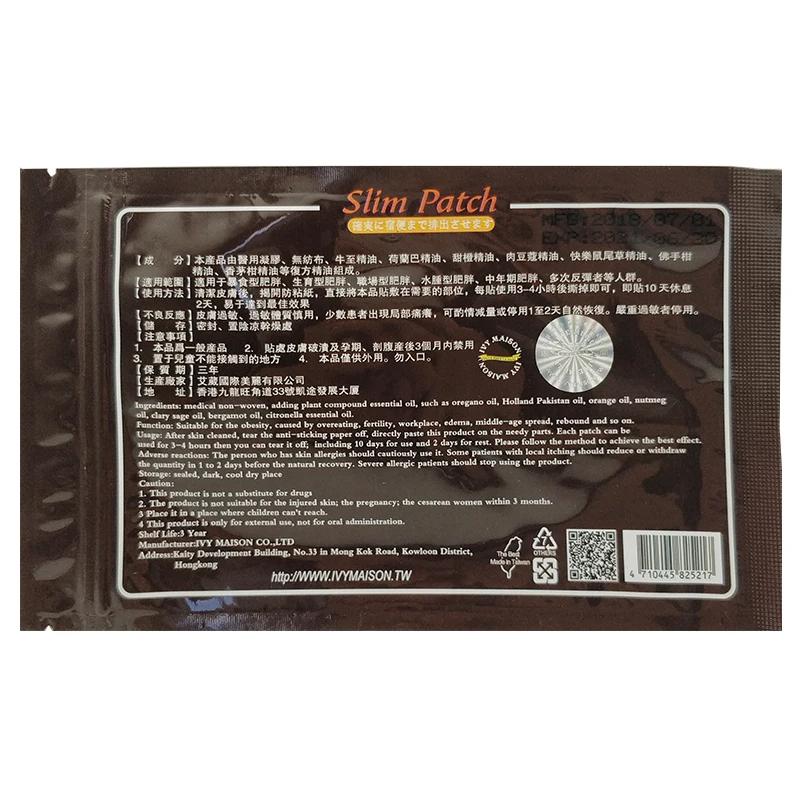 Slim Patch
確実に宿便まで排出させます
MFG:2019/07/01
【成 分】本産品由醫用凝膠、無紡布、牛至精油、荷蘭巴精油、甜橙精油、肉豆蔻精油、快樂鼠尾草精油、佛手柑
精油、香茅柑精油等復方精油組成。
【適用範圍】適用于暴食型肥胖、生育型肥胖、職場型肥胖、水腫型肥胖、中年期肥胖、多次反彈者等人群。
【使用方法】清潔皮膚後，揭開防粘紙，直接將本品貼敷在需要的部位，每貼使用3-4小時後撕掉即可，即貼10天休息
2天，易于達到最佳效果
【不良反應】皮膚過敏、過敏體質慎用，少數患者出現局部痛癢，可酌情减量或停用1至2天自然恢復。嚴重過敏者停用。
【儲 存】密封、置陰凉幹燥處
【注意事項】
1. 本品爲一般産品 2. 貼處皮膚破潰及孕期、剖腹産後3個月内禁用
3. 置于兒童不能接觸到的地方 4. 本品僅供外用。勿入口。
【保 質 期】三年
【生産廠家】艾葳國際美麗有限公司
【地 址】香港九龍旺角道33號凱途發展大厦
IVY MAISON IVY MAISON
Ingredients: medical non-woven, adding plant compound essential oil, such as oregano oil, Holland Pakistan oil, orange oil, nutmeg
oil, clary sage oil, bergamot oil, citronella essential oil.
Function: Suitable for the obesity, caused by overeating, fertility, workplace, edema, middle-age spread, rebound and so on.
Usage: After skin cleaned, tear the anti-sticking paper off, directly paste this product on the needy parts. Each patch can be
used for 3-4 hours then you can tear it off; including 10 days for use and 2 days for rest. Please follow the method to achieve the best effect.
Adverse reactions: The person who has skin allergies should cautiously use it. Some patients with local itching should reduce or withdraw
the quantity in 1 to 2 days before the natural recovery. Severe allergic patients should stop using the product.
Storage: sealed, dark, cool dry place
Caution:
1. This product is not a substitute for drugs
2. The product is not suitable for the injured skin; the pregnancy; the cesarean women within 3 months.
3 Place it in a place where children can't reach.
4 This product is only for external use, not for oral administration.
Shelf Life:3 Year
Manufacturer:IVY MAISON CO.,LTD
Address:Kaity Development Building, No.33 in Mong Kok Road, Kowloon District,
Hongkong
http://WWW.IVYMAISON.TW
The Best
Made in Taiwan
7
OTHERS
4 710445 825217